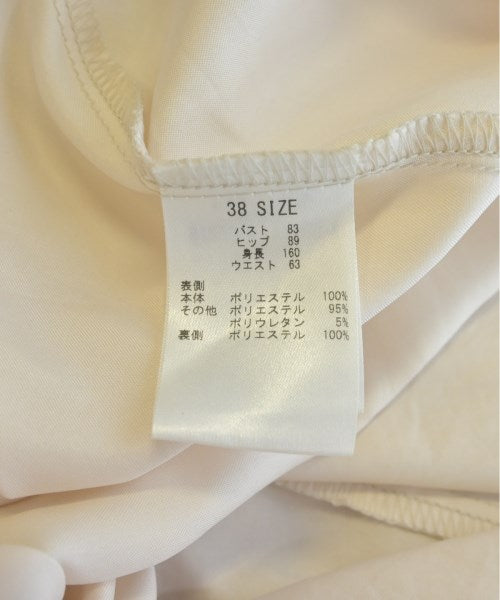 38 SIZE
バスト 83
ヒップ 89
身長 160
ウエスト 63
表側
本体 ポリエステル 100%
その他 ポリエステル 95%
ポリウレタン 5%
裏側 ポリエステル 100%